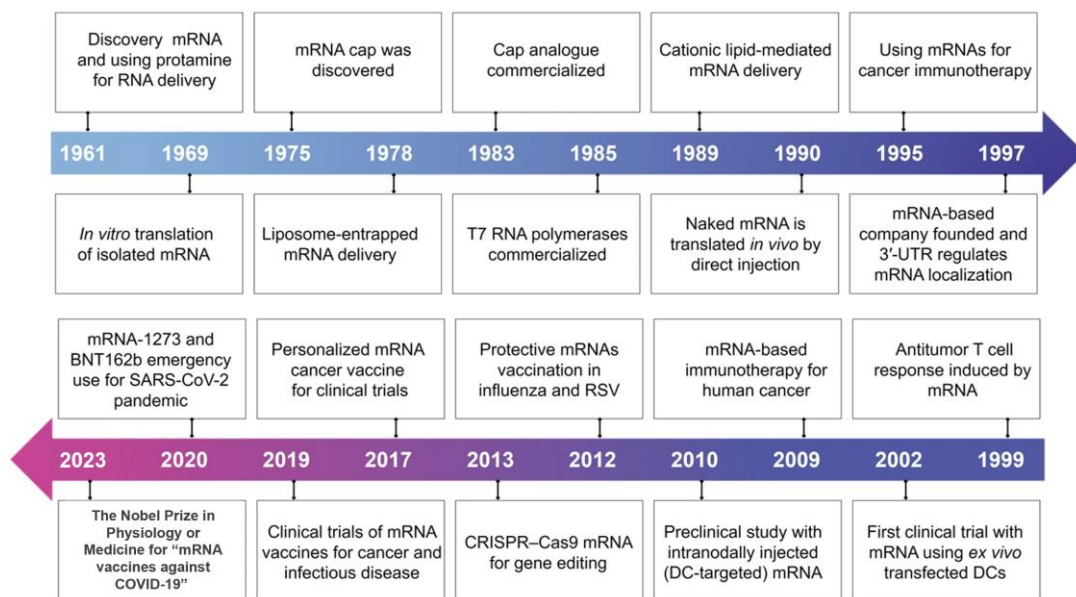 Discovery mRNA
and using protamine
for RNA delivery
mRNA cap was
discovered
Cap analogue
commercialized
Cationic lipid-mediated
mRNA delivery
Using mRNAs for
cancer immunotherapy
1961 1969 1975 1978 1983 1985 1989 1990 1995 1997
In vitro translation
of isolated mRNA
Liposome-entrapped
mRNA delivery
T7 RNA polymerases
commercialized
Naked mRNA is
translated in vivo by
direct injection
mRNA-based
company founded and
3′-UTR regulates
mRNA localization
mRNA-1273 and
BNT162b emergency
use for SARS-CoV-2
pandemic
Personalized mRNA
cancer vaccine
for clinical trials
Protective mRNAs
vaccination in
influenza and RSV
mRNA-based
immunotherapy for
human cancer
Antitumor T cell
response induced by
mRNA
2023 2020 2019 2017 2013 2012 2010 2009 2002 1999
The Nobel Prize in
Physiology or
Medicine for “mRNA
vaccines against
COVID-19”
Clinical trials of mRNA
vaccines for cancer and
infectious disease
CRISPR–Cas9 mRNA
for gene editing
Preclinical study with
intranodally injected
(DC-targeted) mRNA
First clinical trial with
mRNA using ex vivo
transfected DCs